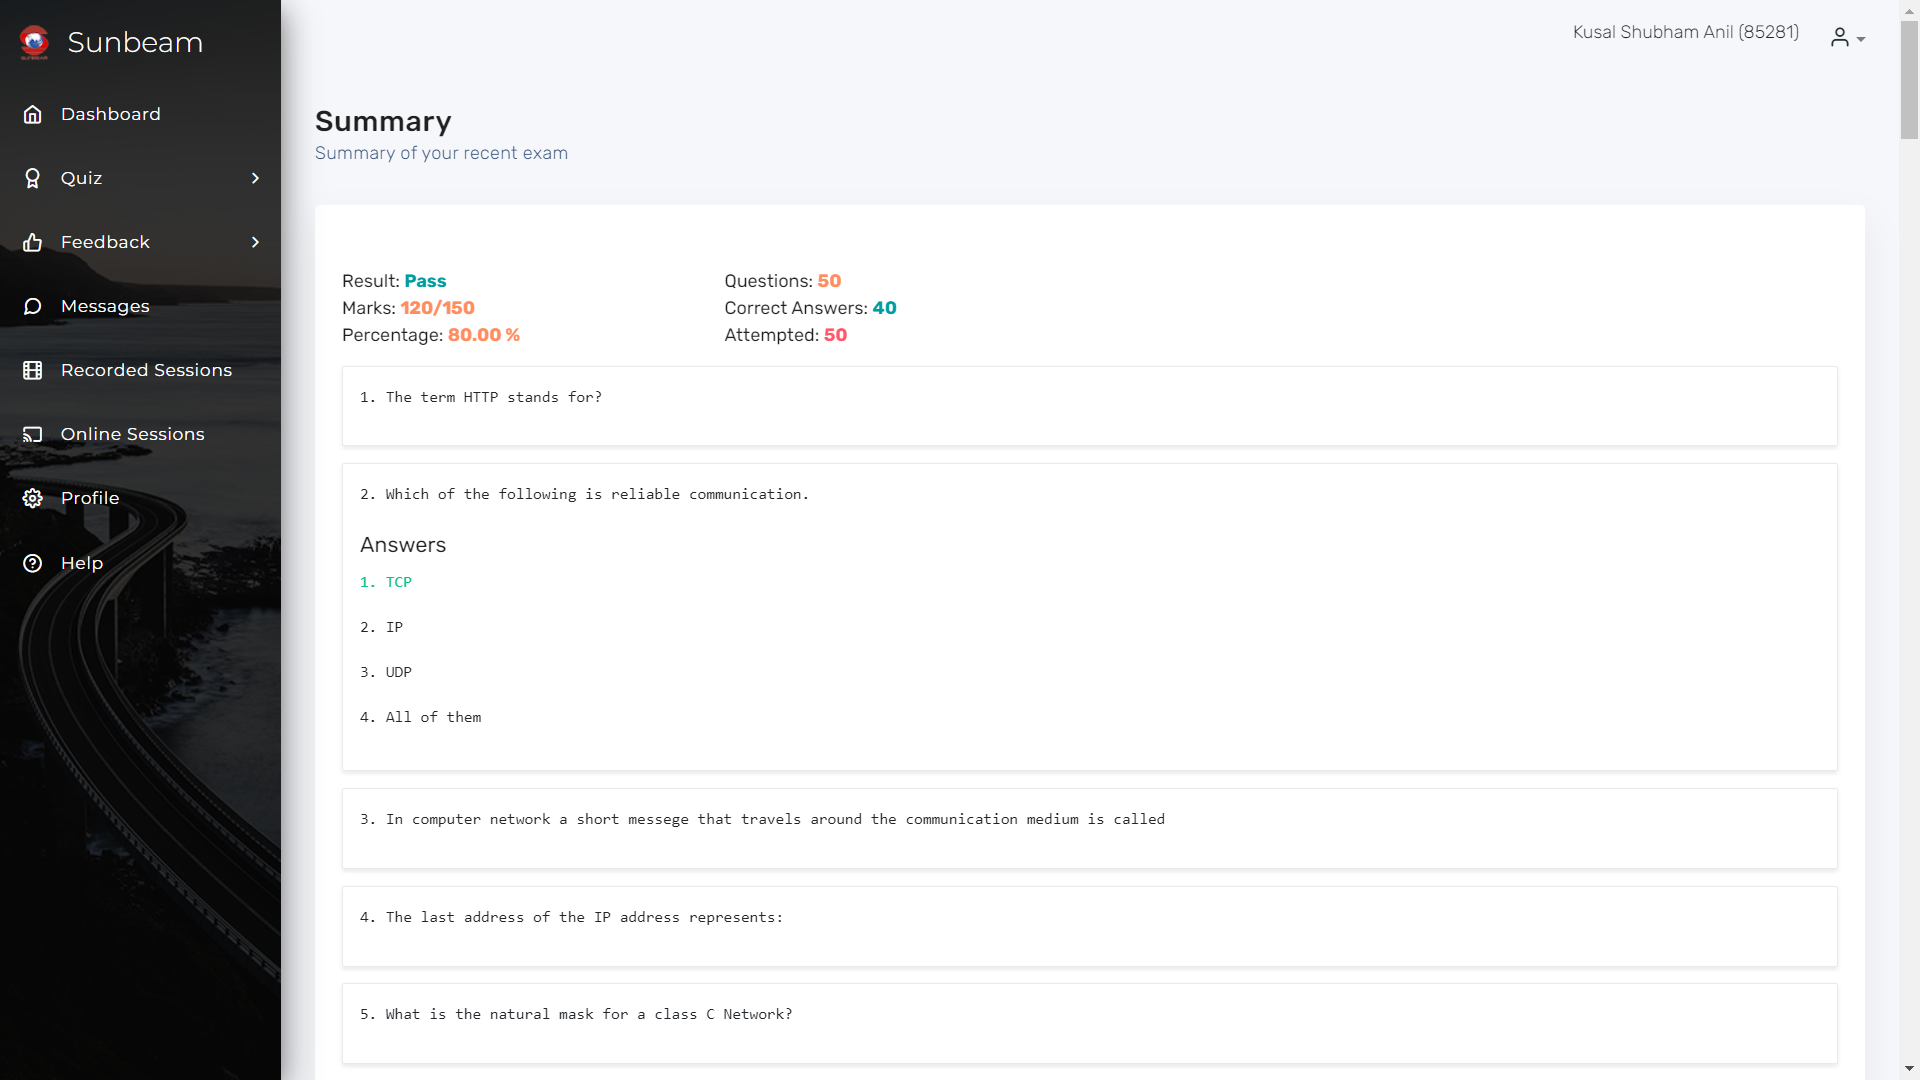 Sunbeam
Dashboard
Quiz
Feedback
Messages
Recorded Sessions
Online Sessions
Profile
Help
Kusal Shubham Anil (85281)
Summary
Summary of your recent exam
Result: Pass
Marks: 120/150
Percentage: 80.00 %
Questions: 50
Correct Answers: 40
Attempted: 50
1. The term HTTP stands for?
2. Which of the following is reliable communication.
Answers
1. TCP
2. IP
3. UDP
4. All of them
3. In computer network a short messege that travels around the communication medium is called
4. The last address of the IP address represents:
5. What is the natural mask for a class C Network?